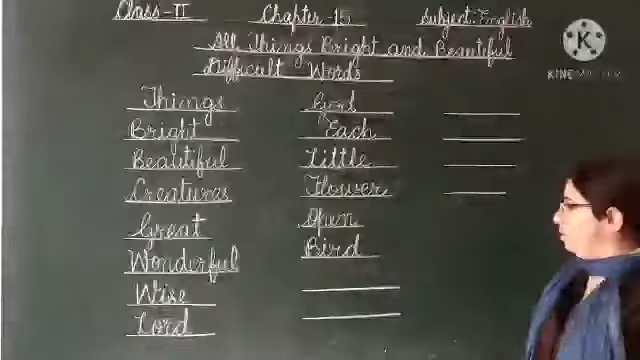 Class-II Chapter-15 Subject-English
All Things Bright and Beautiful
Difficult Words
Things God
Bright Each
Beautiful Little
Creatures Flower
Great Open
Wonderful Bird
Wise
Lord
K
KINEMASTER